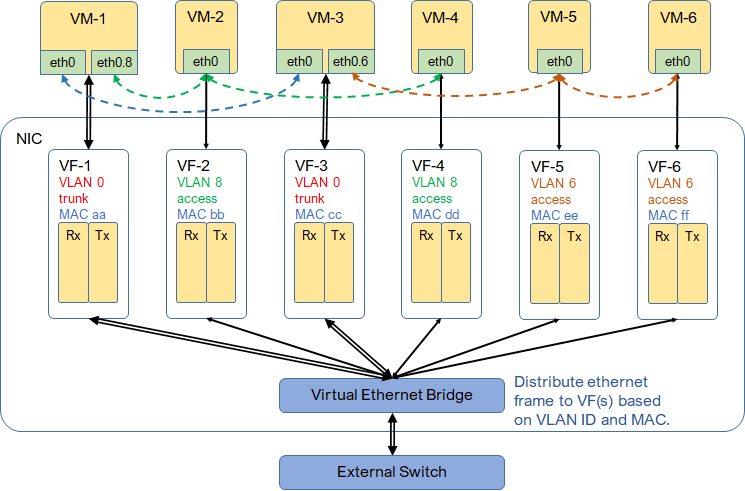 VM-1
VM-2
VM-3
VM-4
VM-5
VM-6
eth0
eth0.8
eth0
eth0
eth0.6
eth0
eth0
eth0
NIC
VF-1
VLAN 0
trunk
MAC aa
Rx
Tx
VF-2
VLAN 8
access
MAC bb
Rx
Tx
VF-3
VLAN 0
trunk
MAC cc
Rx
Tx
VF-4
VLAN 8
access
MAC dd
Rx
Tx
VF-5
VLAN 6
access
MAC ee
Rx
Tx
VF-6
VLAN 6
access
MAC ff
Rx
Tx
Virtual Ethernet Bridge
Distribute ethernet
frame to VF(s) based
on VLAN ID and MAC.
External Switch